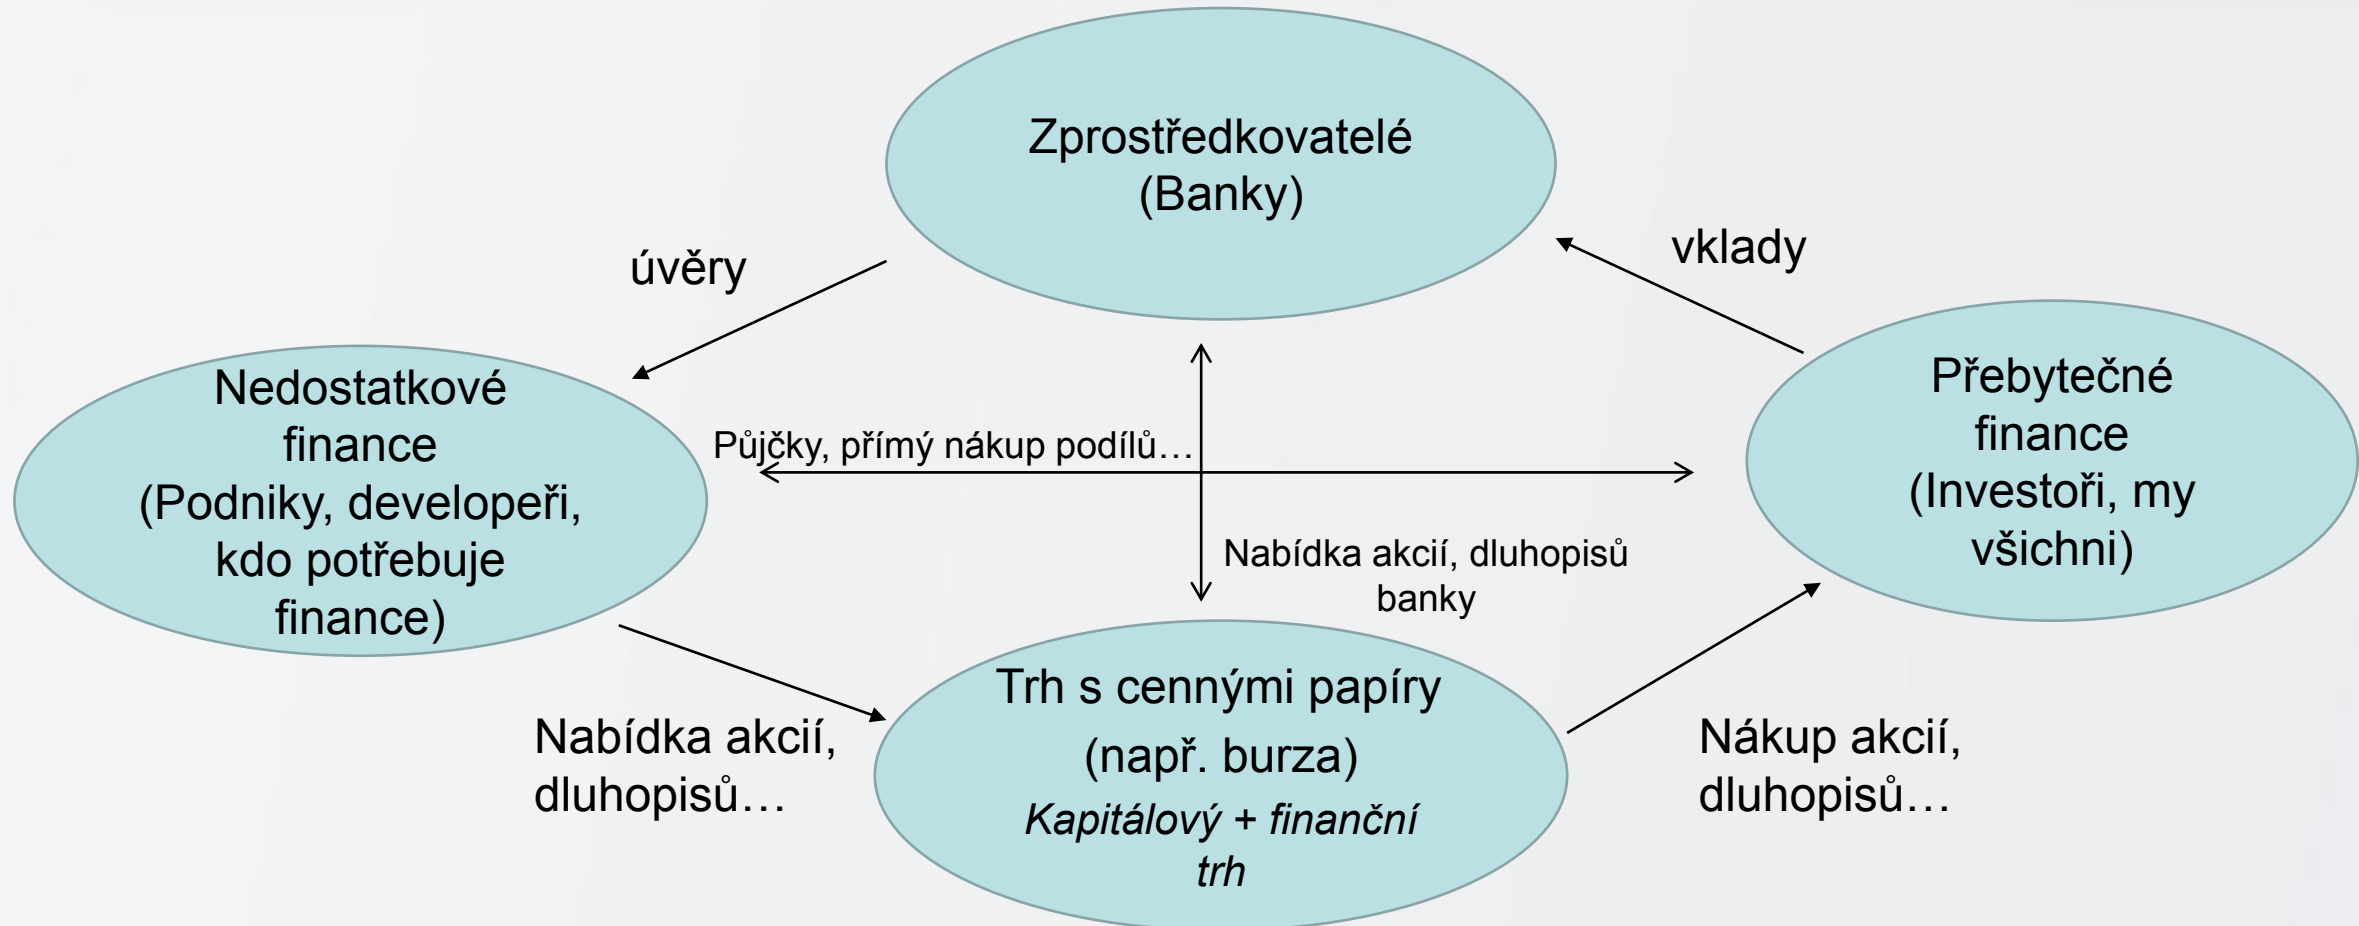 Zprostředkovatelé
(Banky)
úvěry
vklady
Nedostatkové
finance
(Podniky, developeři,
kdo potřebuje
finance)
Půjčky, přímý nákup podílů…
Přebytečné
finance
(Investoři, my
všichni)
Nabídka akcií, dluhopisů
banky
Nabídka akcií,
dluhopisů…
Trh s cennými papíry
(např. burza)
Kapitálový + finanční
trh
Nákup akcií,
dluhopisů…